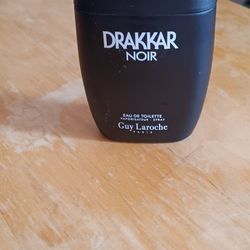 DRAKKAR
NOIR
EAU DE TOILETTE
VAPORISATEUR - SPRAY
Guy Laroche
PARIS